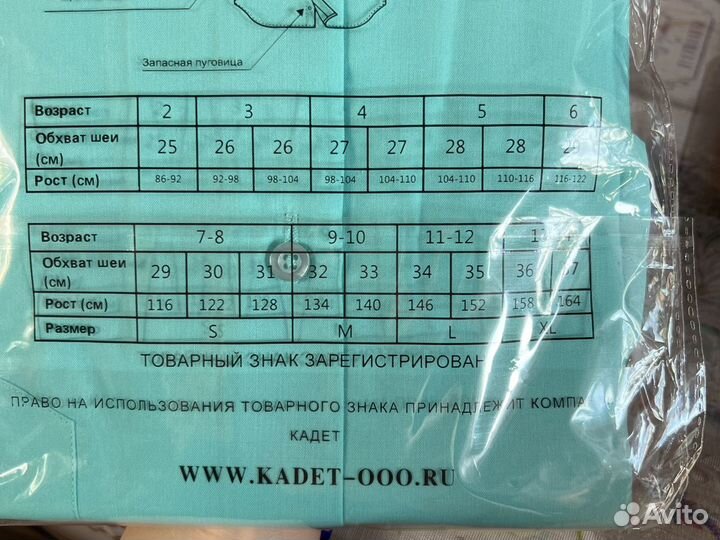 Запасная пуговица
Возраст 2 3 4 5 6
Обхват шеи (см) 25 26 26 27 27 28 28
Рост (см) 86-92 92-98 98-104 98-104 104-110 104-110 110-116 116-122
Возраст 7-8 9-10 11-12
Обхват шеи (см) 29 30 31 32 33 34 35 36 37
Рост (см) 116 122 128 134 140 146 152 158 164
Размер S M L XL
ТОВАРНЫЙ ЗНАК ЗАРЕГИСТРИРОВАН
ПРАВО НА ИСПОЛЬЗОВАНИЯ ТОВАРНОГО ЗНАКА ПРИНАДЛЕЖИТ КОМПА
КАДЕТ
WWW.KADET-OOO.RU
Avito